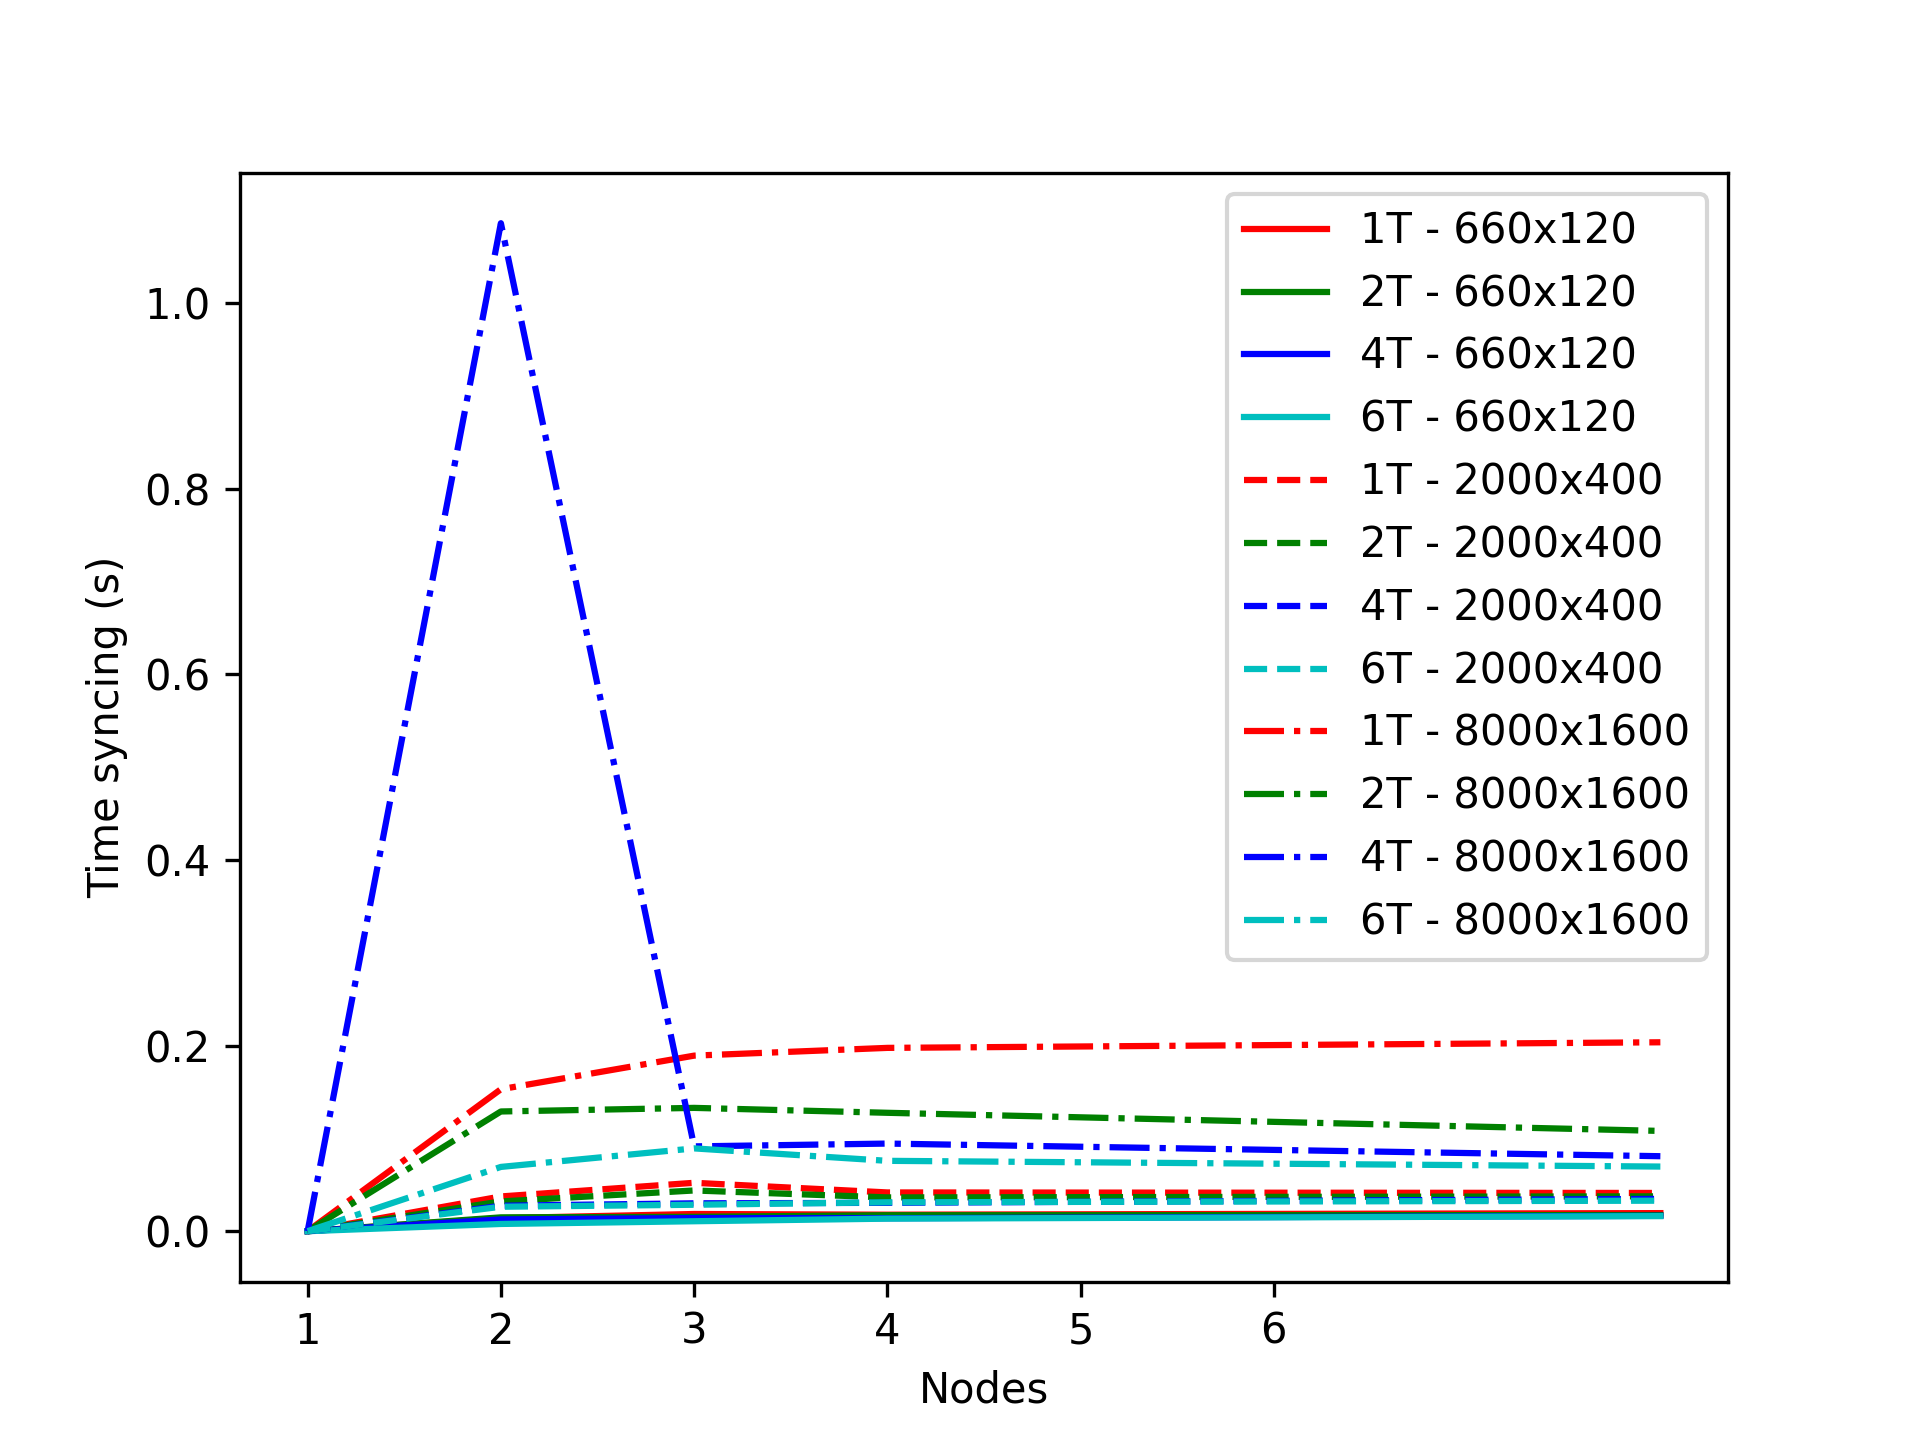 1T - 660x120
2T - 660x120
4T - 660x120
6T - 660x120
1T - 2000x400
2T - 2000x400
4T - 2000x400
6T - 2000x400
1T - 8000x1600
2T - 8000x1600
4T - 8000x1600
6T - 8000x1600
Time syncing (s)
1.0
0.8
0.6
0.4
0.2
0.0
1 2 3 4 5 6
Nodes